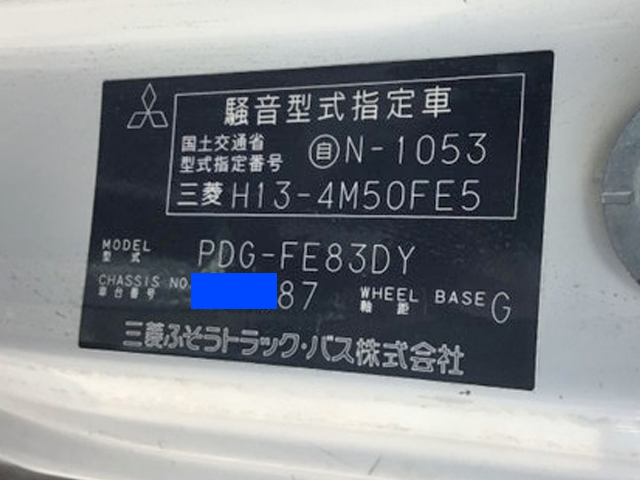 騒音型式指定車
国土交通省
型式指定番号 自N-1053
三菱 H13-4M50FE5
MODEL
型式 PDG-FE83DY
CHASSIS NO.
車台番号 87 WHEEL BASE
軸距 G
三菱ふそうトラック・バス株式会社